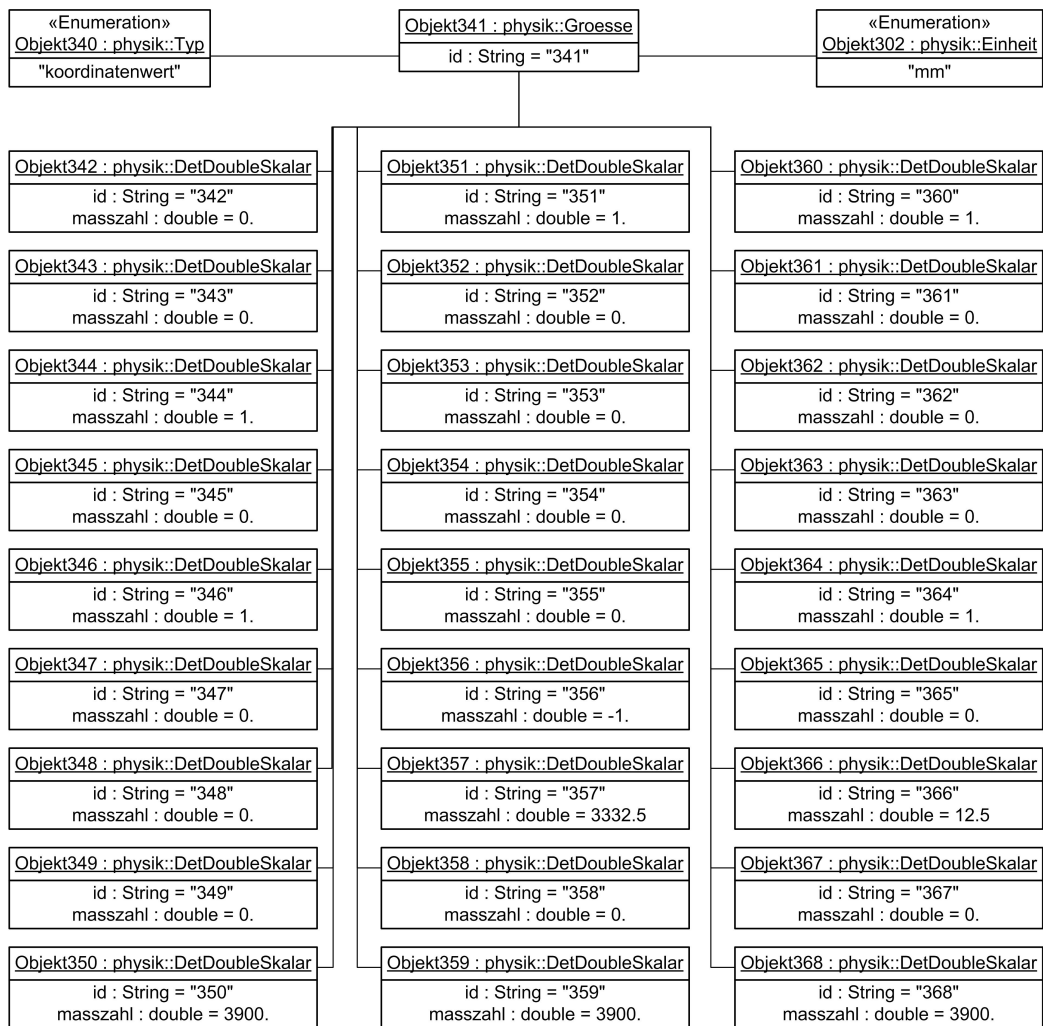 «Enumeration»
Objekt340 : physik::Typ
"koordinatenwert"
Objekt341 : physik::Groesse
id : String = "341"
«Enumeration»
Objekt302 : physik::Einheit
"mm"
Objekt342 : physik::DetDoubleSkalar
id : String = "342"
masszahl : double = 0.
Objekt343 : physik::DetDoubleSkalar
id : String = "343"
masszahl : double = 0.
Objekt344 : physik::DetDoubleSkalar
id : String = "344"
masszahl : double = 1.
Objekt345 : physik::DetDoubleSkalar
id : String = "345"
masszahl : double = 0.
Objekt346 : physik::DetDoubleSkalar
id : String = "346"
masszahl : double = 1.
Objekt347 : physik::DetDoubleSkalar
id : String = "347"
masszahl : double = 0.
Objekt348 : physik::DetDoubleSkalar
id : String = "348"
masszahl : double = 0.
Objekt349 : physik::DetDoubleSkalar
id : String = "349"
masszahl : double = 0.
Objekt350 : physik::DetDoubleSkalar
id : String = "350"
masszahl : double = 3900.
Objekt351 : physik::DetDoubleSkalar
id : String = "351"
masszahl : double = 1.
Objekt352 : physik::DetDoubleSkalar
id : String = "352"
masszahl : double = 0.
Objekt353 : physik::DetDoubleSkalar
id : String = "353"
masszahl : double = 0.
Objekt354 : physik::DetDoubleSkalar
id : String = "354"
masszahl : double = 0.
Objekt355 : physik::DetDoubleSkalar
id : String = "355"
masszahl : double = 0.
Objekt356 : physik::DetDoubleSkalar
id : String = "356"
masszahl : double = -1.
Objekt357 : physik::DetDoubleSkalar
id : String = "357"
masszahl : double = 3332.5
Objekt358 : physik::DetDoubleSkalar
id : String = "358"
masszahl : double = 0.
Objekt359 : physik::DetDoubleSkalar
id : String = "359"
masszahl : double = 3900.
Objekt360 : physik::DetDoubleSkalar
id : String = "360"
masszahl : double = 1.
Objekt361 : physik::DetDoubleSkalar
id : String = "361"
masszahl : double = 0.
Objekt362 : physik::DetDoubleSkalar
id : String = "362"
masszahl : double = 0.
Objekt363 : physik::DetDoubleSkalar
id : String = "363"
masszahl : double = 0.
Objekt364 : physik::DetDoubleSkalar
id : String = "364"
masszahl : double = 1.
Objekt365 : physik::DetDoubleSkalar
id : String = "365"
masszahl : double = 0.
Objekt366 : physik::DetDoubleSkalar
id : String = "366"
masszahl : double = 12.5
Objekt367 : physik::DetDoubleSkalar
id : String = "367"
masszahl : double = 0.
Objekt368 : physik::DetDoubleSkalar
id : String = "368"
masszahl : double = 3900.